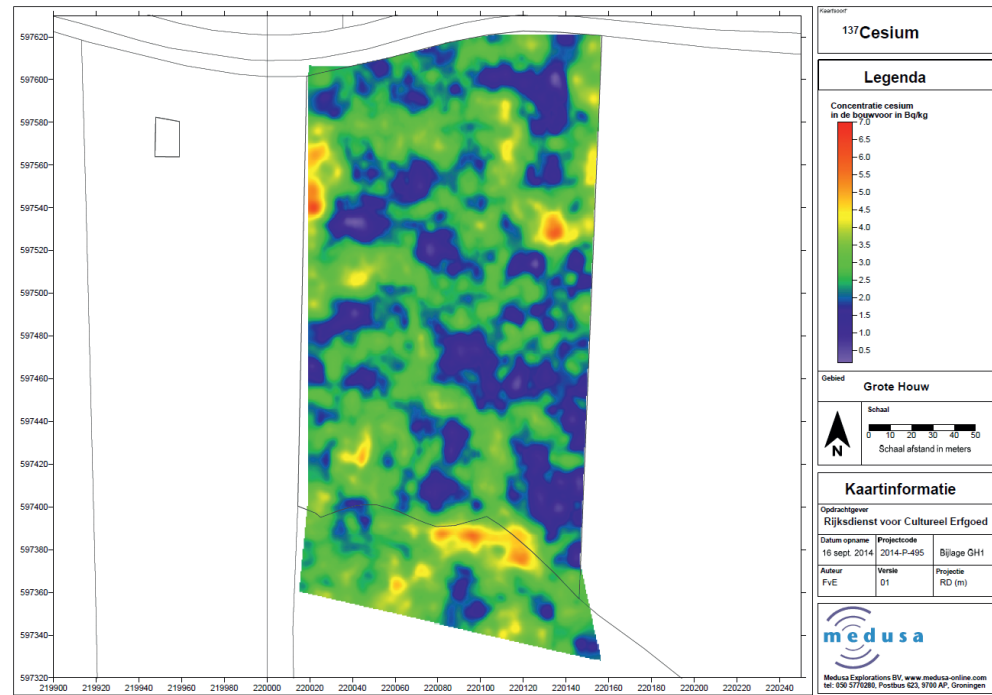 597620
597600
597580
597560
597540
597520
597500
597480
597460
597440
597420
597400
597380
597360
597340
597320
219900 219920 219940 219960 219980 220000 220020 220040 220060 220080 220100 220120 220140 220160 220180 220200 220220 220240
Kaartsoort
137Cesium
Legenda
Concentratie cesium
in de bouwvoor in Bq/kg
7.0
6.5
6.0
5.5
5.0
4.5
4.0
3.5
3.0
2.5
2.0
1.5
1.0
0.5
Gebied
Grote Houw
N
Schaal
0 10 20 30 40 50
Schaal afstand in meters
Kaartinformatie
Opdrachtgever
Rijksdienst voor Cultureel Erfgoed
Datum opname Projectcode
16 sept. 2014 2014-P-495 Bijlage GH1
Auteur Versie Projectie
FvE 01 RD (m)
medusa
Medusa Explorations BV, www.medusa-online.com
tel: 050 5770280, Postbus 623, 9700 AP, Groningen